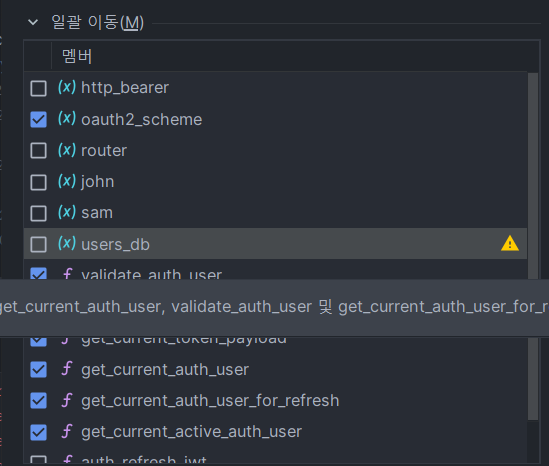 일괄 이동(M)
멤버
http_bearer
oauth2_scheme
router
john
sam
users_db
validate_auth_user
get_current_auth_user, validate_auth_user 및 get_current_auth_user_for_r
get_current_token_payload
get_current_auth_user
get_current_auth_user_for_refresh
get_current_active_auth_user
auth_refresh_jwt